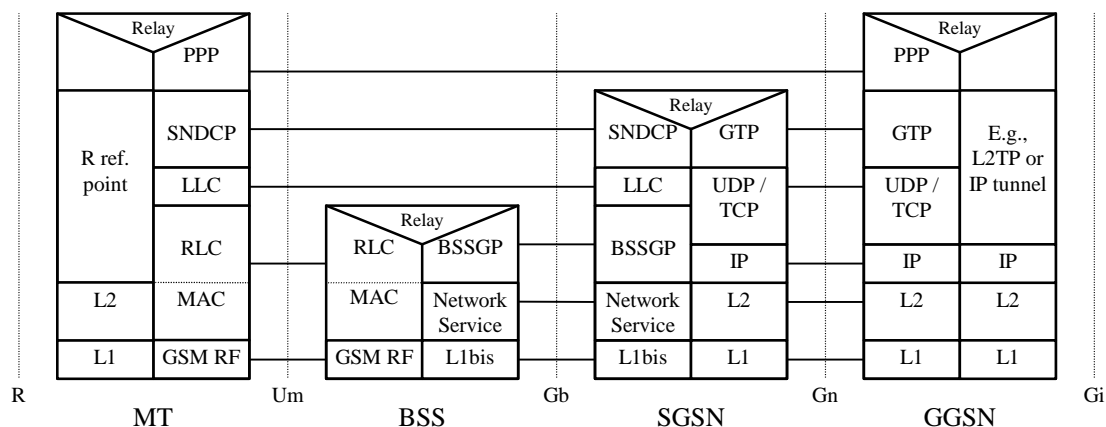 Relay
PPP
R ref.
point
SNDCP
LLC
RLC
L2
MAC
L1
GSM RF
Relay
RLC
BSSGP
MAC
Network
Service
GSM RF
L1bis
Relay
SNDCP
GTP
LLC
UDP /
TCP
BSSGP
IP
Network
Service
L2
L1bis
L1
Relay
PPP
GTP
E.g.,
L2TP or
IP tunnel
UDP /
TCP
IP
IP
L2
L2
L1
L1
R
Um
Gb
Gn
Gi
MT
BSS
SGSN
GGSN